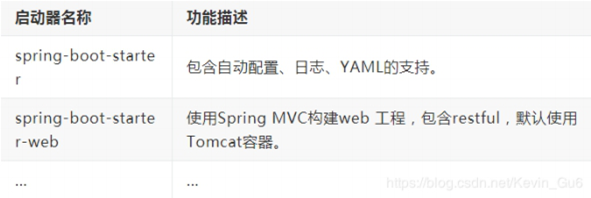 启动器名称 功能描述
spring-boot-starte
r
包含自动配置、日志、YAML的支持。
spring-boot-starte
r-web
使用Spring MVC构建web 工程，包含restful，默认使用
Tomcat容器。
... ...
https://blog.csdn.net/Kevin_Gu6